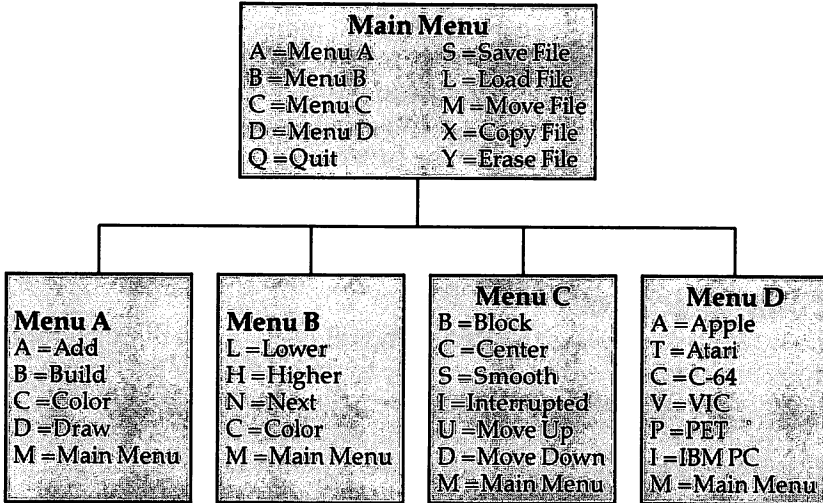 Main Menu
A =Menu A
B =Menu B
C =Menu C
D =Menu D
Q =Quit
S =Save File
L =Load File
M =Move File
X =Copy File
Y =Erase File
Menu A
A =Add
B =Build
C =Color
D =Draw
M =Main Menu
Menu B
L =Lower
H =Higher
N =Next
C =Color
M =Main Menu
Menu C
B =Block
C =Center
S =Smooth
I =Interrupted
U =Move Up
D =Move Down
M =Main Menu
Menu D
A =Apple
T =Atari
C =C-64
V =VIC
P =PET
I =IBM PC
M =Main Menu